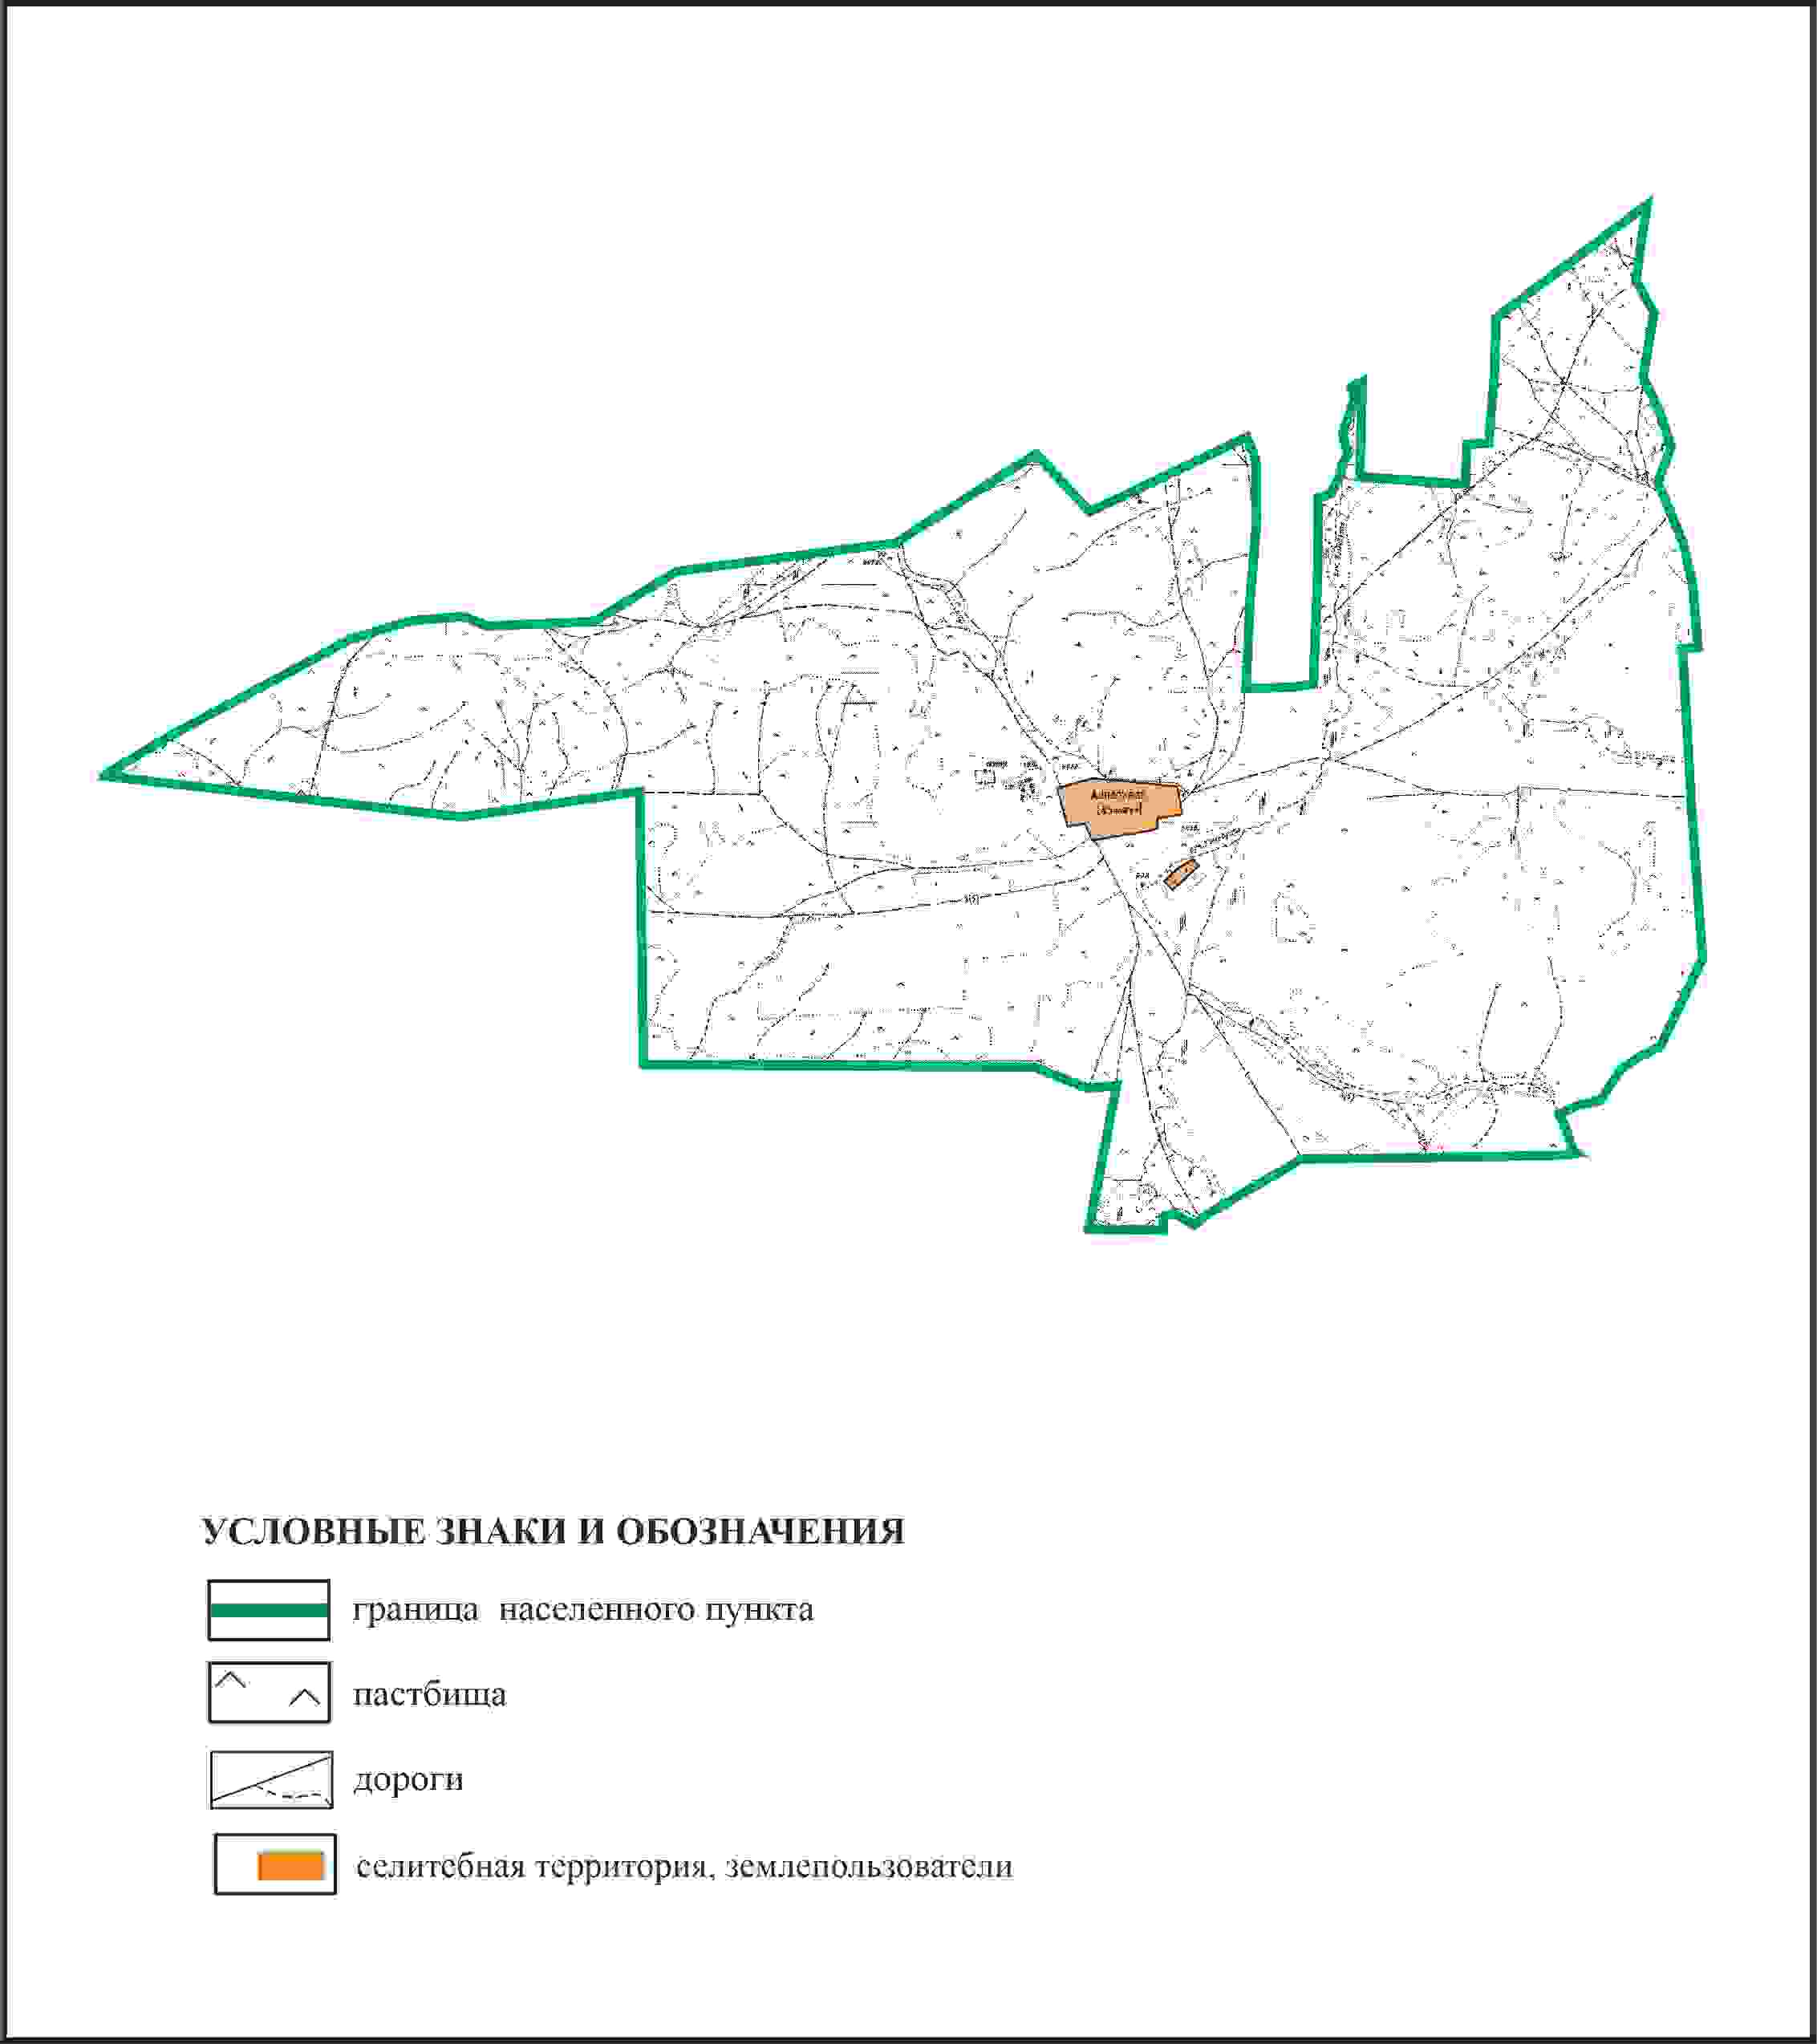 УСЛОВНЫЕ ЗНАКИ И ОБОЗНАЧЕНИЯ
граница населенного пункта
пастбища
дороги
селитебная территория, землепользователи